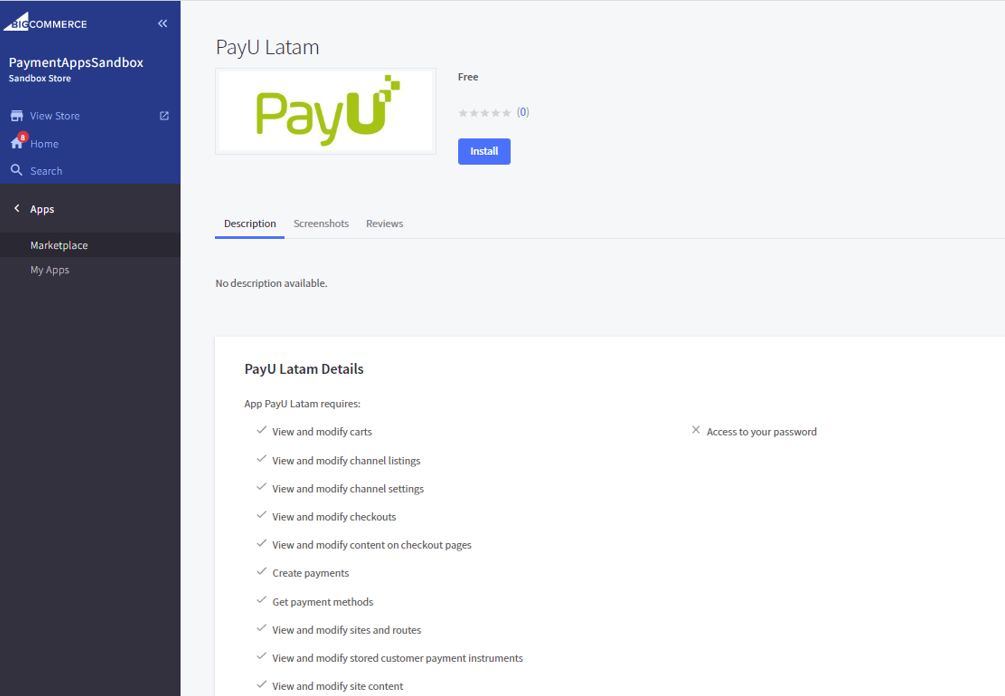 BIGCOMMERCE
PaymentAppsSandbox
Sandbox Store
View Store
8
Home
Search
Apps
Marketplace
My Apps
PayU Latam
PayU
Free
(0)
Install
Description Screenshots Reviews
No description available.
PayU Latam Details
App PayU Latam requires:
View and modify carts
Access to your password
View and modify channel listings
View and modify channel settings
View and modify checkouts
View and modify content on checkout pages
Create payments
Get payment methods
View and modify sites and routes
View and modify stored customer payment instruments
View and modify site content